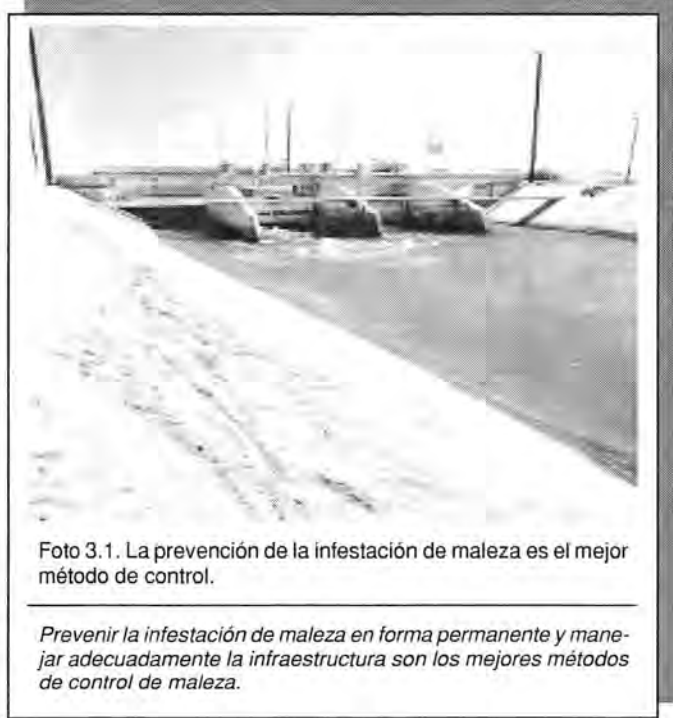 Foto 3.1. La prevención de la infestación de maleza es el mejor
método de control.
Prevenir la infestación de maleza en forma permanente y mane-
jar adecuadamente la infraestructura son los mejores métodos
de control de maleza.